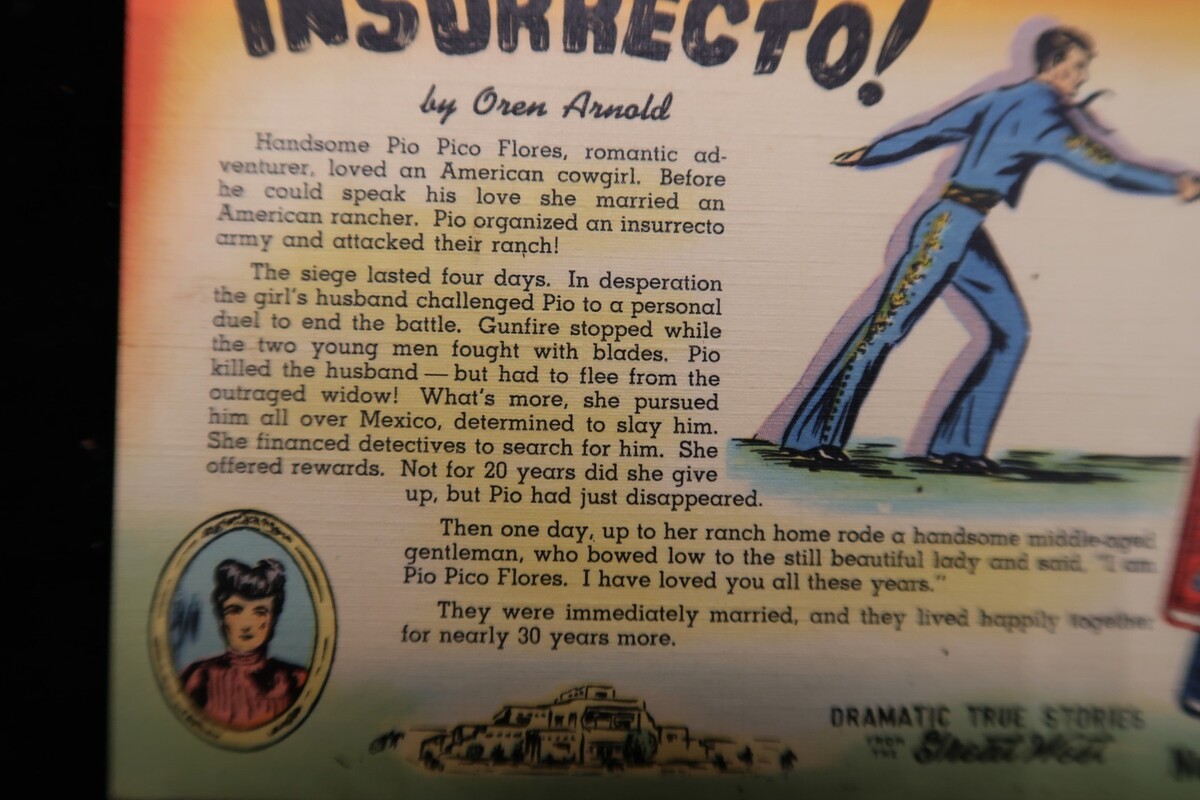 INSURRECTO!
by Oren Arnold
Handsome Pio Pico Flores, romantic ad-
venturer, loved an American cowgirl. Before
he could speak his love she married an
American rancher. Pio organized an insurrecto
army and attacked their ranch!
The siege lasted four days. In desperation
the girl's husband challenged Pio to a personal
duel to end the battle. Gunfire stopped while
the two young men fought with blades. Pio
killed the husband — but had to flee from the
outraged widow! What's more, she pursued
him all over Mexico, determined to slay him.
She financed detectives to search for him. She
offered rewards. Not for 20 years did she give
up, but Pio had just disappeared.
Then one day, up to her ranch home rode a handsome middle-aged
gentleman, who bowed low to the still beautiful lady and said, "I am
Pio Pico Flores. I have loved you all these years."
They were immediately married, and they lived happily together
for nearly 30 years more.
DRAMATIC TRUE STORIES
FROM THE Great West